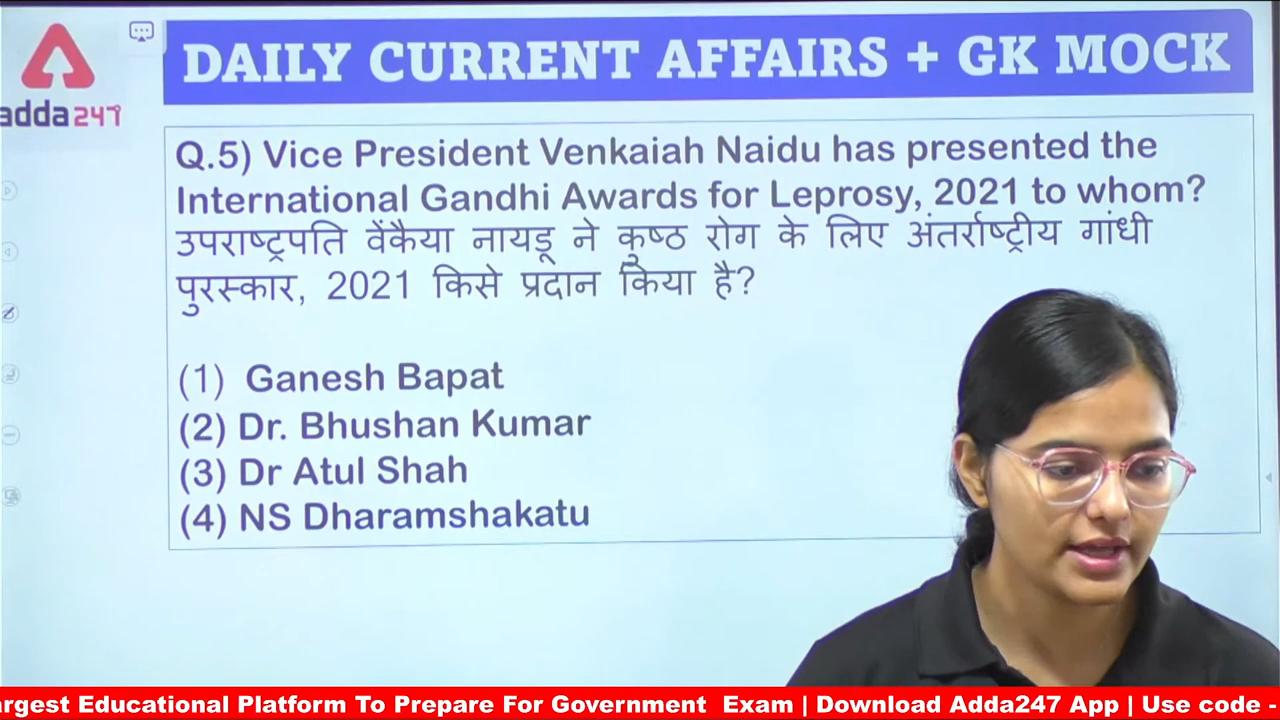 adda247
DAILY CURRENT AFFAIRS + GK MOCK
Q.5) Vice President Venkaiah Naidu has presented the
International Gandhi Awards for Leprosy, 2021 to whom?
उपराष्ट्रपति वेंकैया नायडू ने कुष्ठ रोग के लिए अंतर्राष्ट्रीय गांधी
पुरस्कार, 2021 किसे प्रदान किया है?
(1) Ganesh Bapat
(2) Dr. Bhushan Kumar
(3) Dr Atul Shah
(4) NS Dharamshakatu
argest Educational Platform To Prepare For Government Exam | Download Adda247 App | Use code -